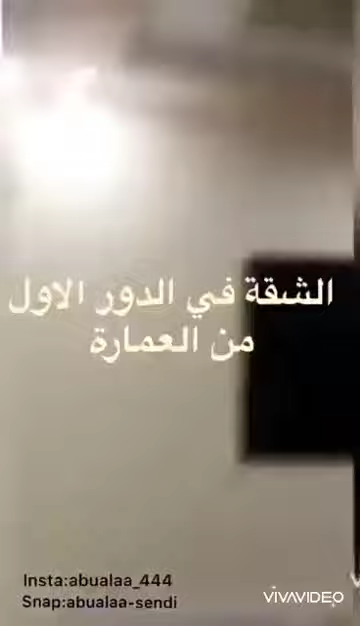 الشقة في الدور الاول
من العمارة
Insta:abualaa_444
Snap:abualaa-sendi
VIVAVIDEO